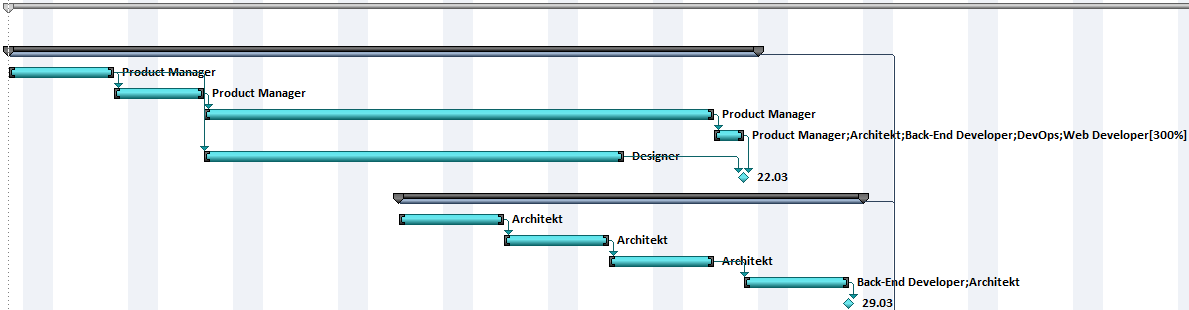 Product Manager
Product Manager
Product Manager
Product Manager;Architekt;Back-End Developer;DevOps;Web Developer[300%]
Designer
22.03
Architekt
Architekt
Architekt
Back-End Developer;Architekt
29.03